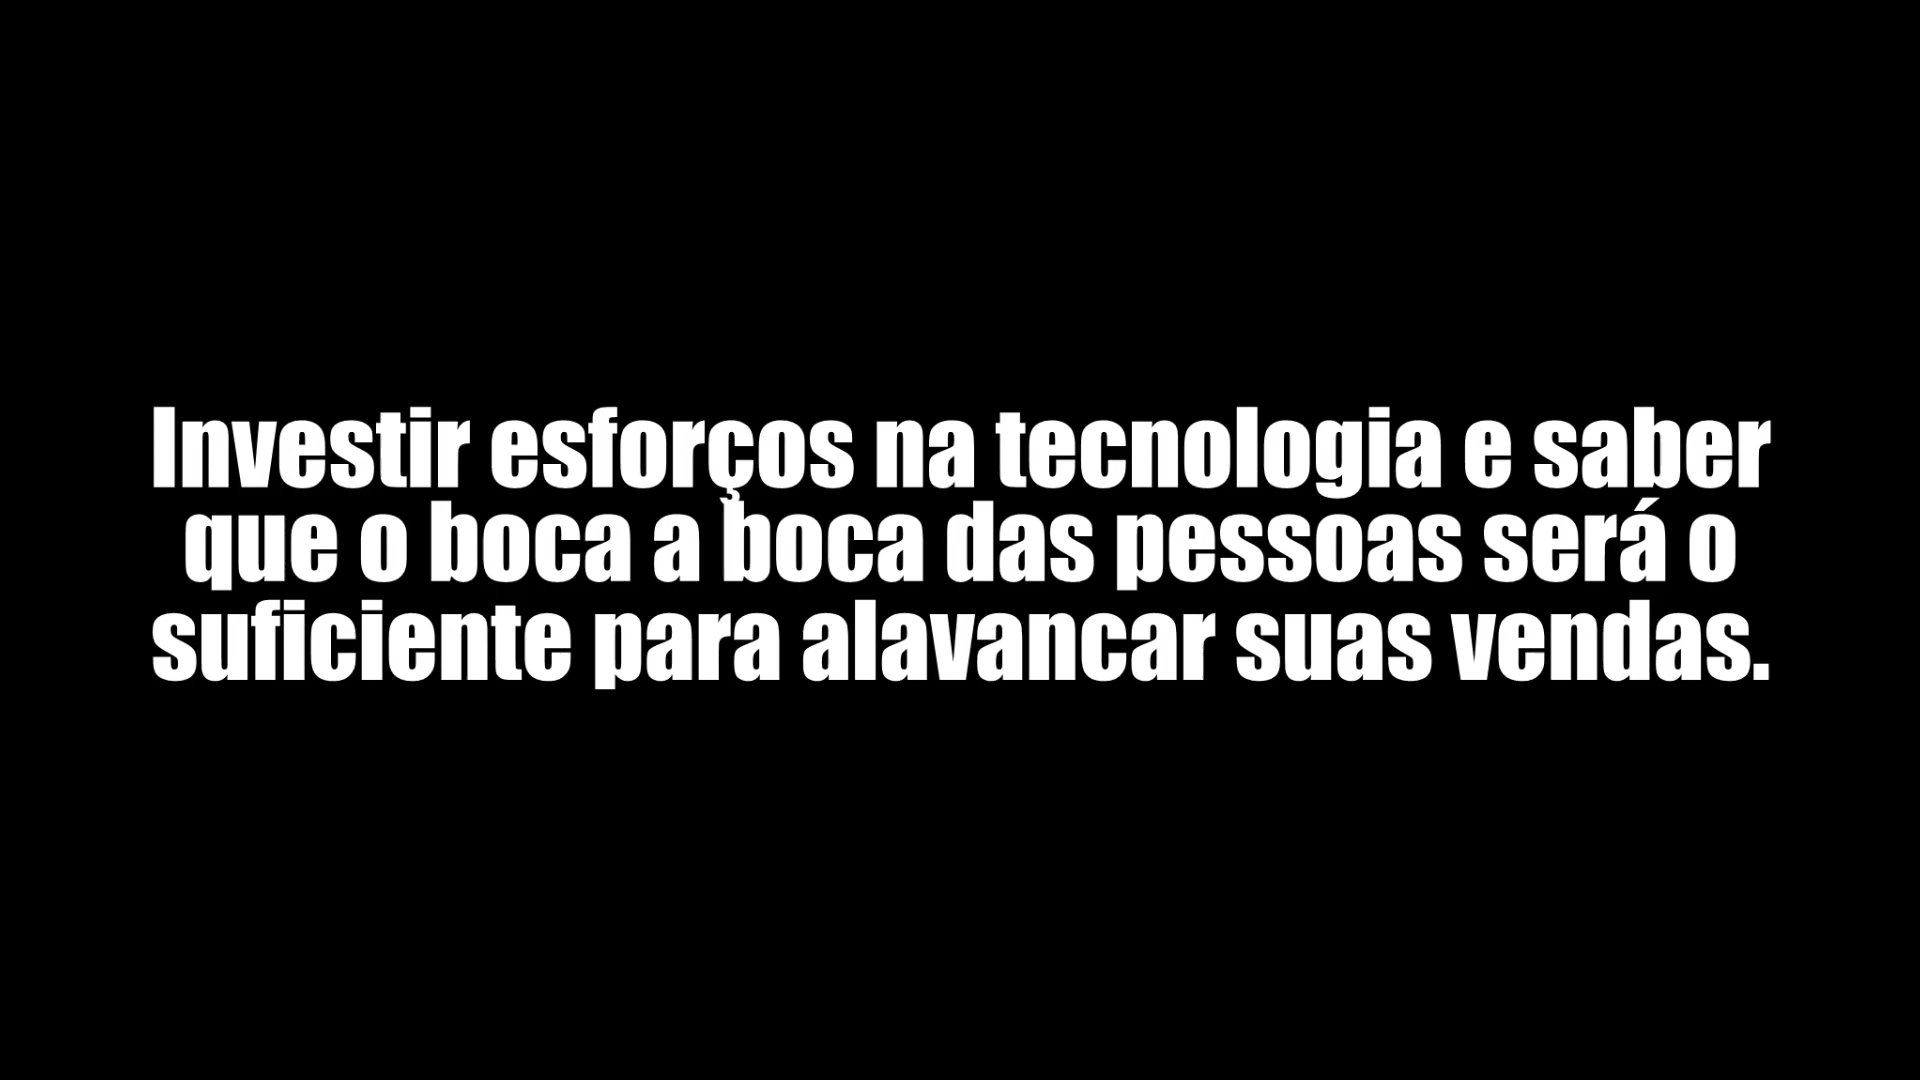 Investir esforços na tecnologia e saber
que o boca a boca das pessoas será o
suficiente para alavancar suas vendas.